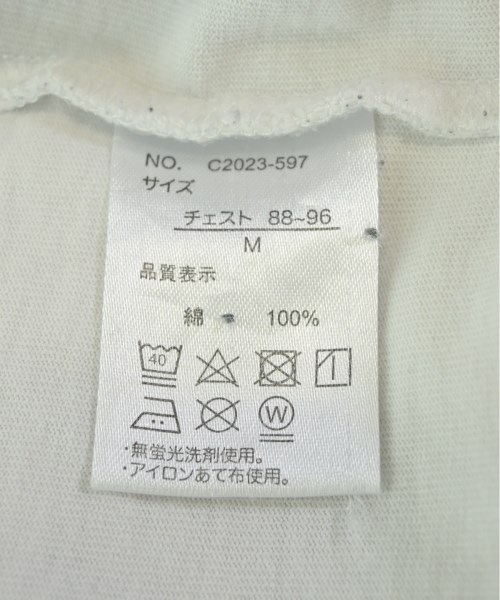 NO. C2023-597
サイズ
チェスト 88~96
M
品質表示
綿 100%
40
W
・無蛍光洗剤使用。
・アイロンあて布使用。